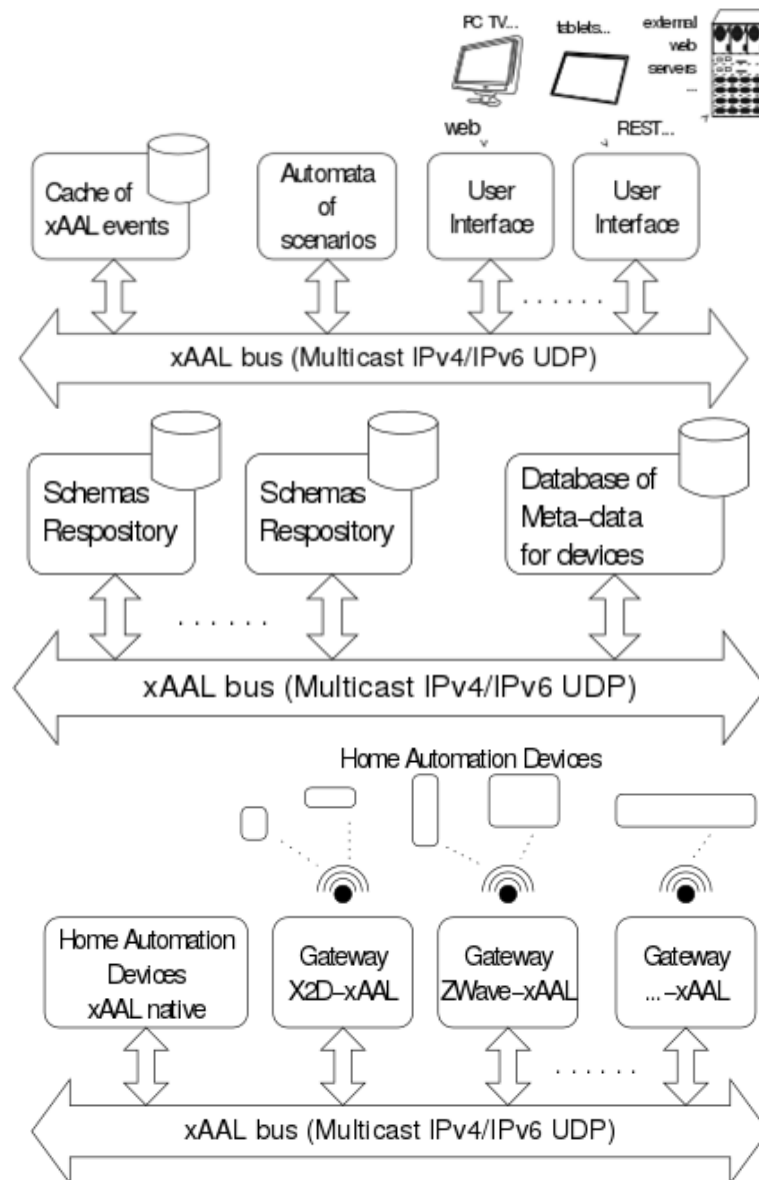 PC TV...
tablets...
external
web
servers
...
web
REST...
Cache of
xAAL events
Automata
of
scenarios
User
Interface
User
Interface
. . . . . .
xAAL bus (Multicast IPv4/IPv6 UDP)
Schemas
Respository
Schemas
Respository
Database of
Meta-data
for devices
. . . . . .
xAAL bus (Multicast IPv4/IPv6 UDP)
Home Automation Devices
Home Automation
Devices
xAAL native
Gateway
X2D-xAAL
Gateway
ZWave-xAAL
Gateway
...-xAAL
. . . . . .
xAAL bus (Multicast IPv4/IPv6 UDP)